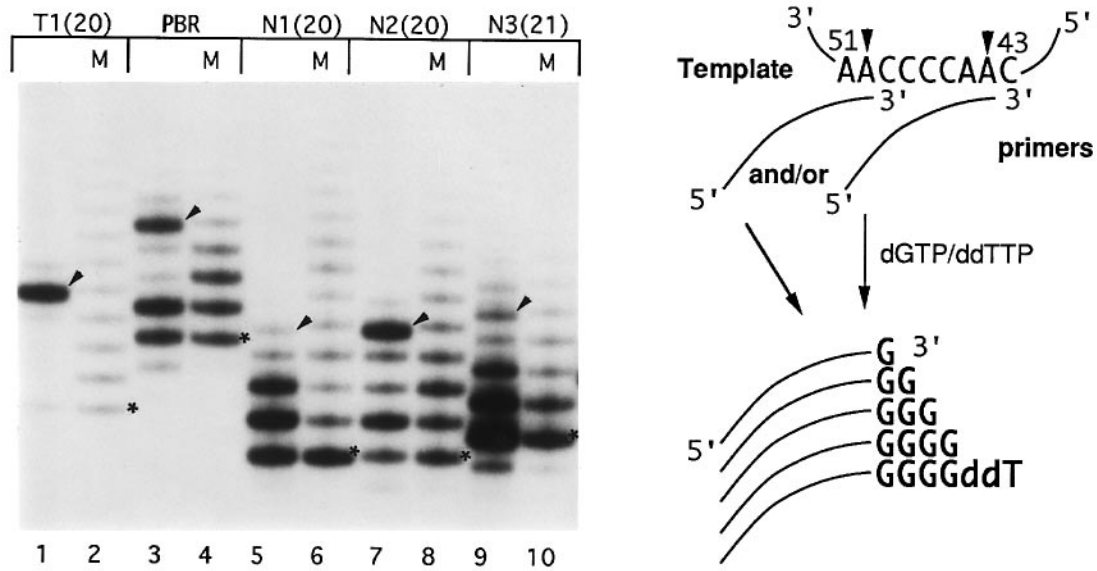 T1(20) PBR N1(20) N2(20) N3(21)
M M M M M
* * * * *
1 2 3 4 5 6 7 8 9 10
3' 5'
51 43
Template AACCCCAAC
3' 3'
primers
and/or
5' 5'
dGTP/ddTTP
G 3'
GG
GGG
5' GGGG
GGGGddT